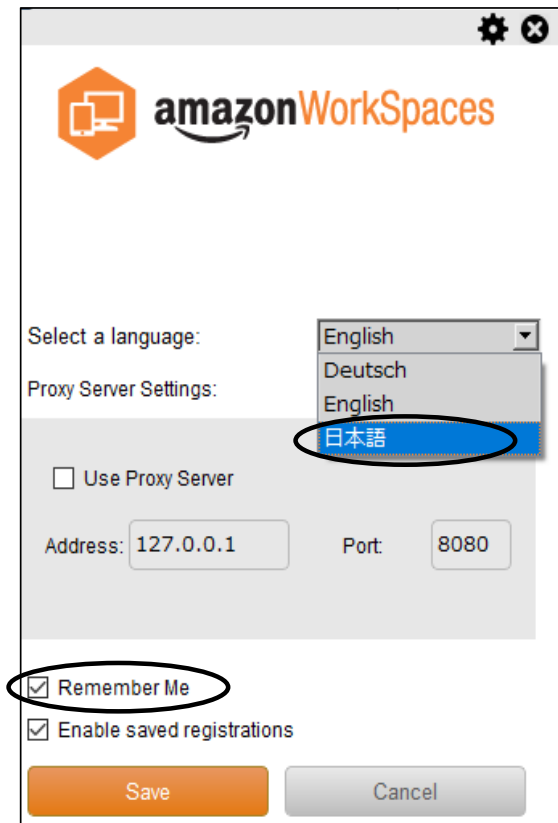 amazonWorkSpaces
Select a language:
English
Deutsch
English
日本語
Proxy Server Settings:
Use Proxy Server
Address: 127.0.0.1 Port: 8080
Remember Me
Enable saved registrations
Save Cancel